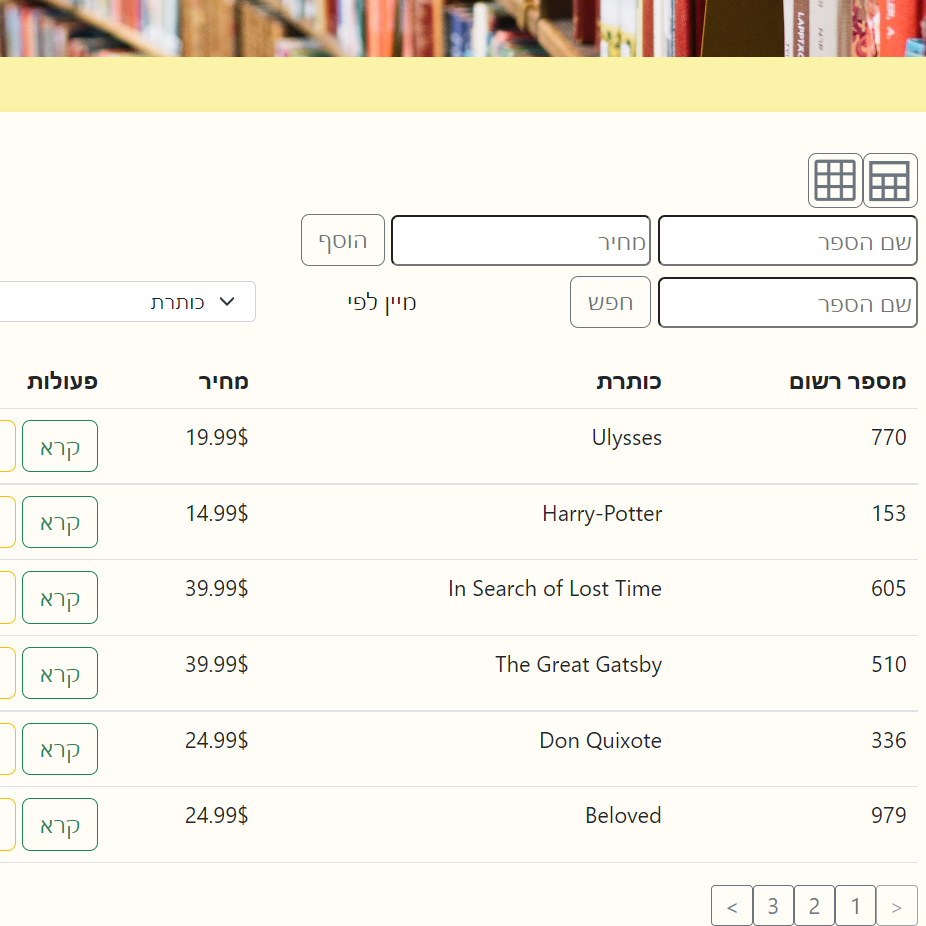 שם הספר מחיר הוסף
שם הספר חפש מיין לפי כותרת
מספר רשום כותרת מחיר פעולות
770 Ulysses 19.99$ קרא
153 Harry-Potter 14.99$ קרא
605 In Search of Lost Time 39.99$ קרא
510 The Great Gatsby 39.99$ קרא
336 Don Quixote 24.99$ קרא
979 Beloved 24.99$ קרא
> 1 2 3 <